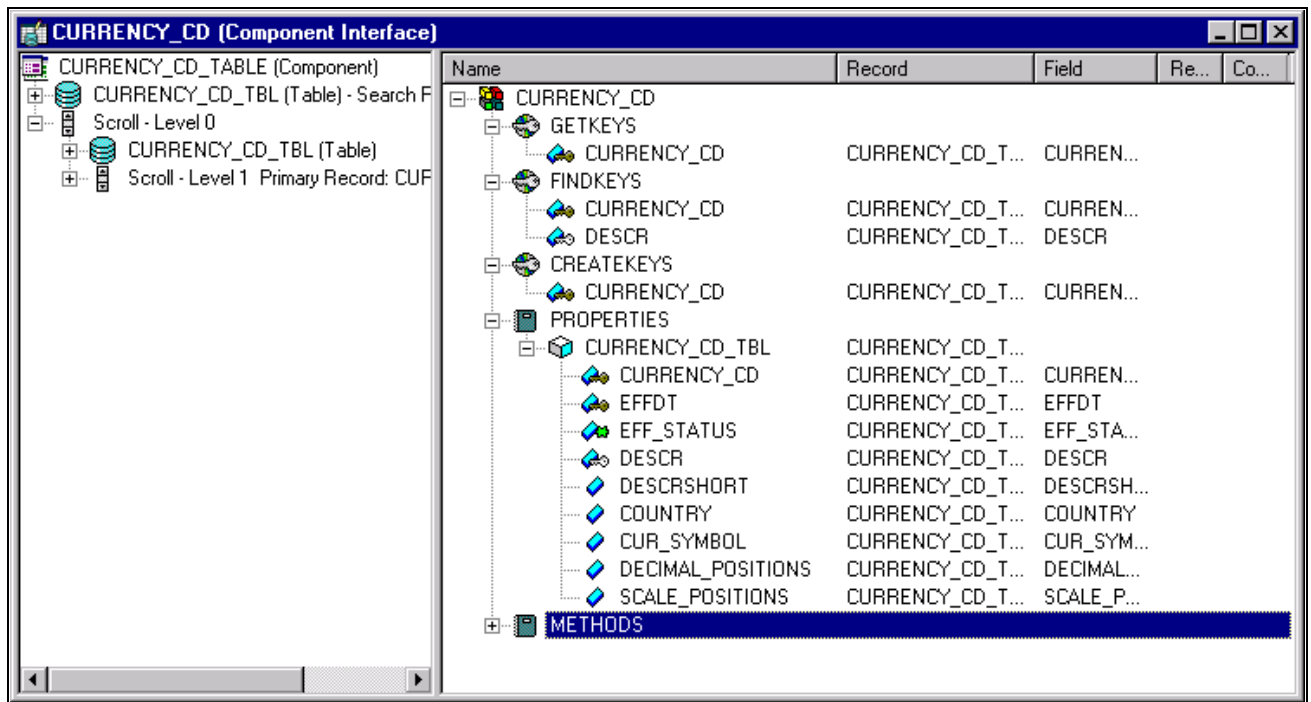 CURRENCY_CD (Component Interface)
CURRENCY_CD_TABLE (Component)
CURRENCY_CD_TBL (Table) - Search F
Scroll - Level 0
CURRENCY_CD_TBL (Table)
Scroll - Level 1 Primary Record: CUF
Name Record Field Re... Co...
CURRENCY_CD
GETKEYS
CURRENCY_CD CURRENCY_CD_T... CURREN...
FINDKEYS
CURRENCY_CD CURRENCY_CD_T... CURREN...
DESCR CURRENCY_CD_T... DESCR
CREATEKEYS
CURRENCY_CD CURRENCY_CD_T... CURREN...
PROPERTIES
CURRENCY_CD_TBL CURRENCY_CD_T...
CURRENCY_CD CURRENCY_CD_T... CURREN...
EFFDT CURRENCY_CD_T... EFFDT
EFF_STATUS CURRENCY_CD_T... EFF_STA...
DESCR CURRENCY_CD_T... DESCR
DESCRSHORT CURRENCY_CD_T... DESCRSH...
COUNTRY CURRENCY_CD_T... COUNTRY
CUR_SYMBOL CURRENCY_CD_T... CUR_SYM...
DECIMAL_POSITIONS CURRENCY_CD_T... DECIMAL...
SCALE_POSITIONS CURRENCY_CD_T... SCALE_P...
METHODS